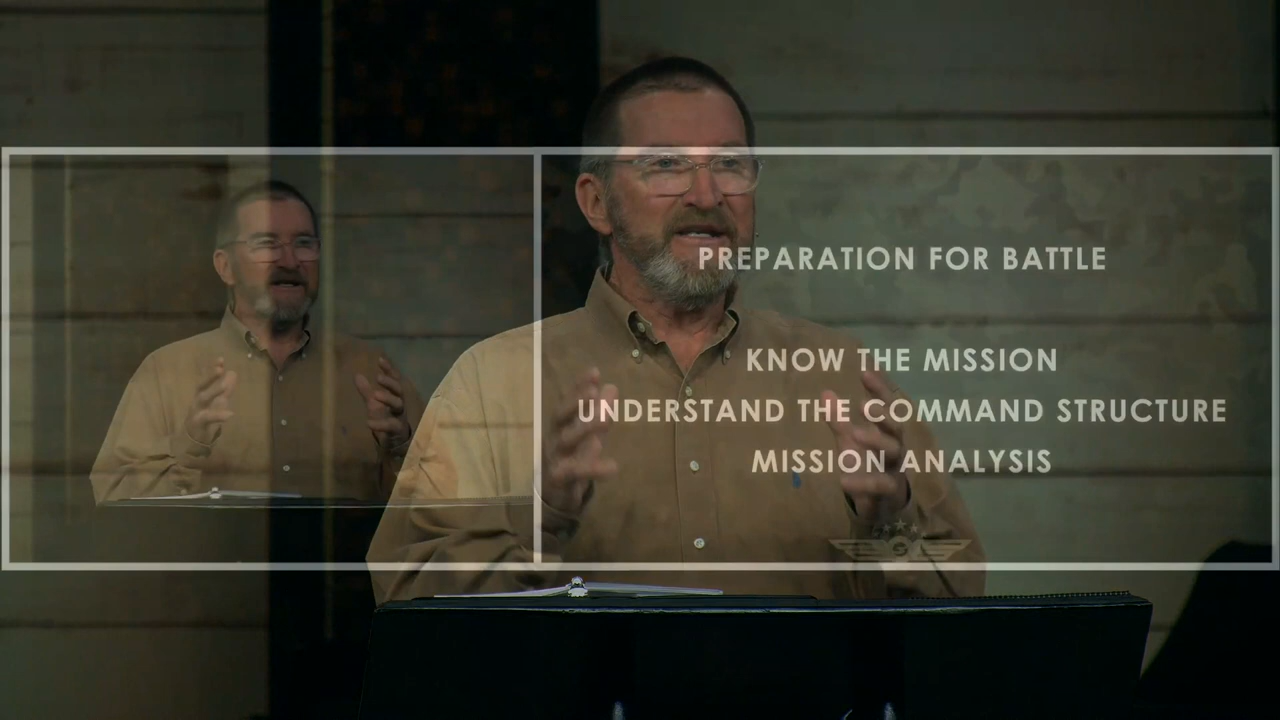 PREPARATION FOR BATTLE
KNOW THE MISSION
UNDERSTAND THE COMMAND STRUCTURE
MISSION ANALYSIS